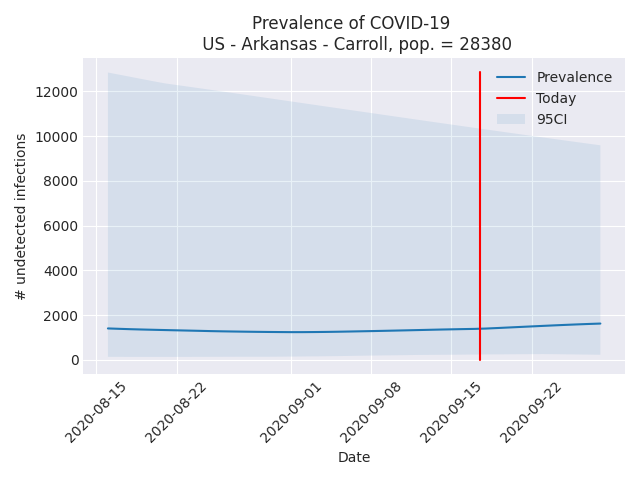 Prevalence of COVID-19
US - Arkansas - Carroll, pop. = 28380
Prevalence
Today
95CI
# undetected infections
12000
10000
8000
6000
4000
2000
0
2020-08-15
2020-08-22
2020-09-01
2020-09-08
2020-09-15
2020-09-22
Date